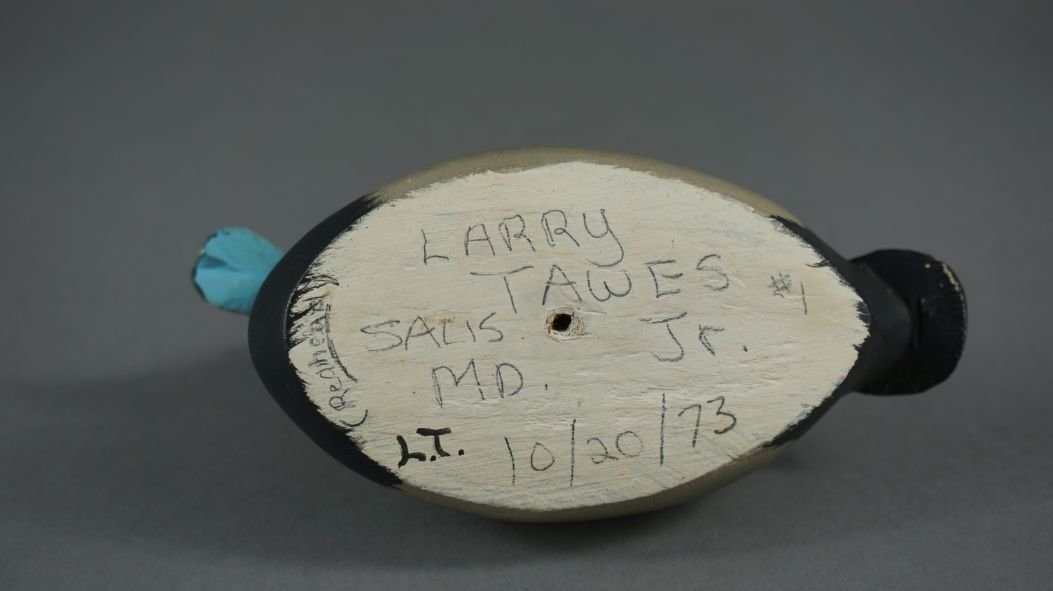 LARRY
TAWES
#1
SALIS.
Jr.
MD.
L.T.
10/20/73
(Redhead)